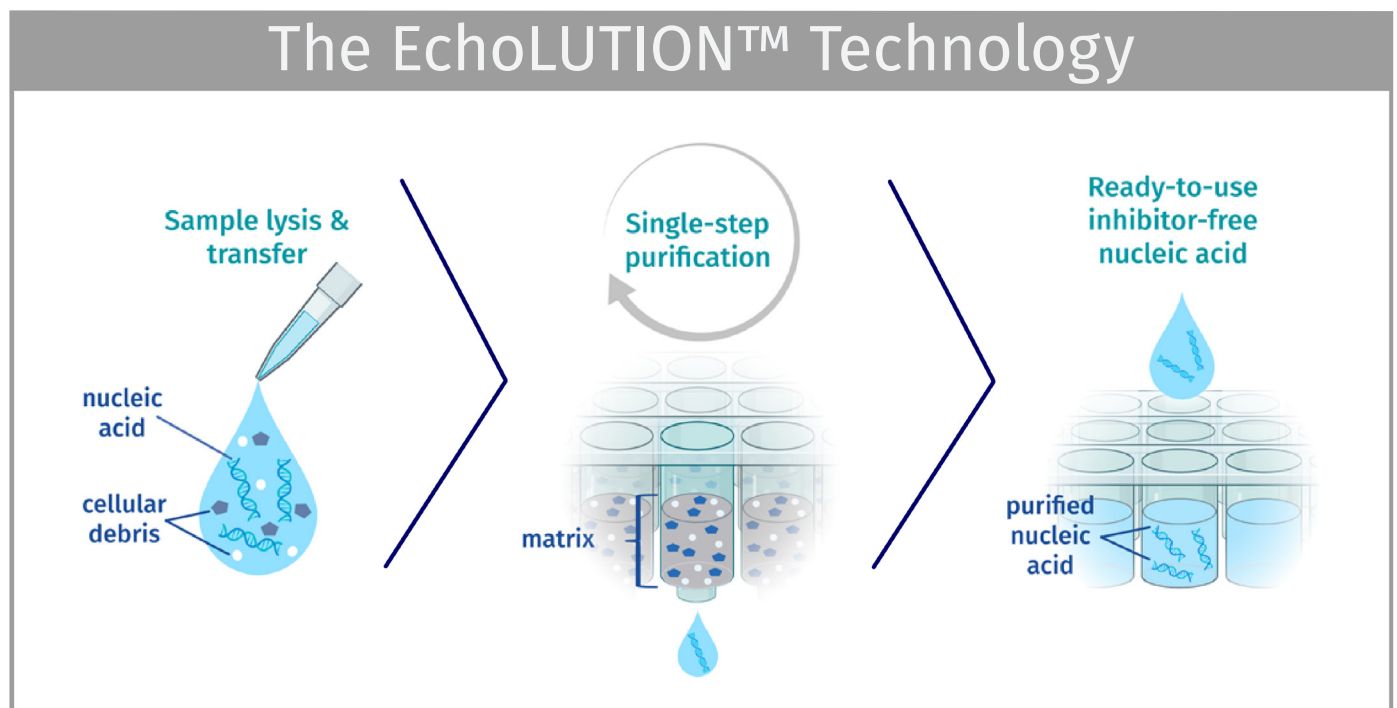 The EchoLUTION™ Technology
Sample lysis &
transfer
nucleic
acid
cellular
debris
Single-step
purification
matrix
Ready-to-use
inhibitor-free
nucleic acid
purified
nucleic
acid